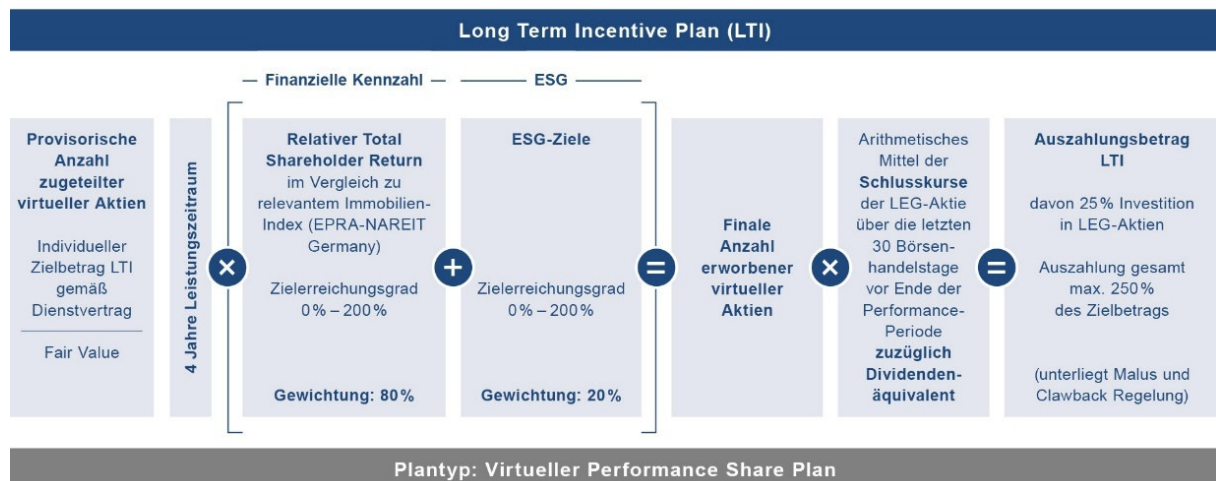 Long Term Incentive Plan (LTI)
Finanzielle Kennzahl
ESG
Provisorische
Anzahl
zugeteilter
virtueller Aktien
Individueller
Zielbetrag LTI
gemäß
Dienstvertrag
Fair Value
4 Jahre Leistungszeitraum
×
Relativer Total
Shareholder Return
im Vergleich zu
relevantem Immobilien-
Index (EPRA-NAREIT
Germany)
Zielerreichungsgrad
0% – 200%
Gewichtung: 80%
+
ESG-Ziele
Zielerreichungsgrad
0% – 200%
Gewichtung: 20%
=
Finale
Anzahl
erworbener
virtueller
Aktien
×
Arithmetisches
Mittel der
Schlusskurse
der LEG-Aktie
über die letzten
30 Börsen-
handelstage
vor Ende der
Performance-
Periode
zuzüglich
Dividenden-
äquivalent
=
Auszahlungsbetrag
LTI
davon 25% Investition
in LEG-Aktien
Auszahlung gesamt
max. 250%
des Zielbetrags
(unterliegt Malus und
Clawback Regelung)
Plantyp: Virtueller Performance Share Plan